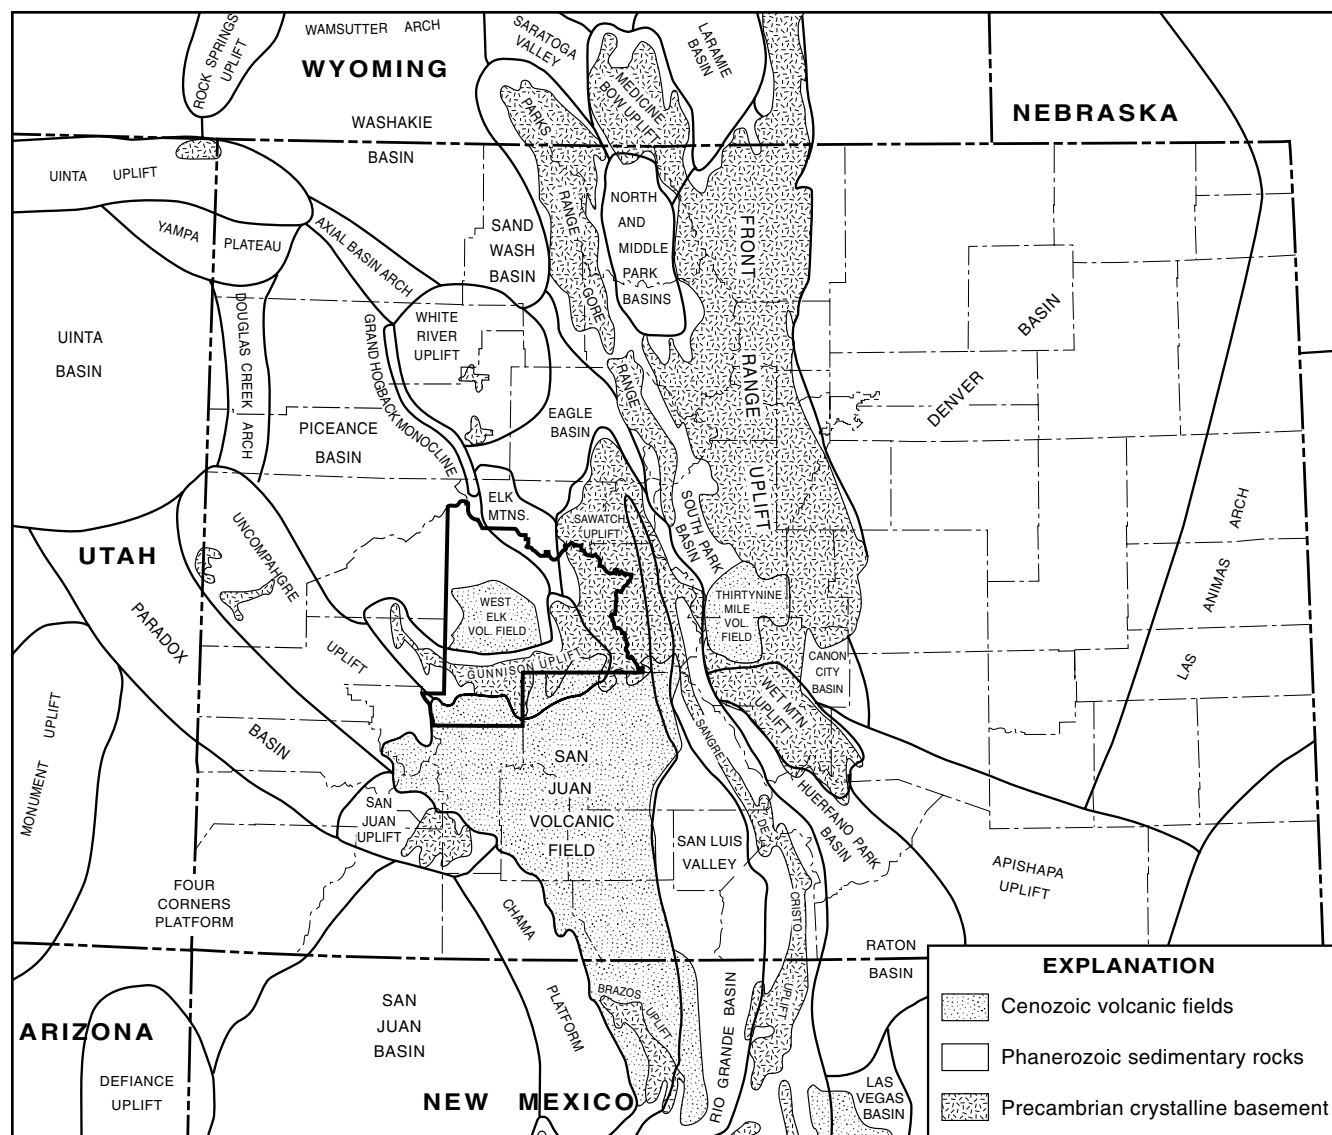 ROCK SPRINGS
UPLIFT
WAMSUTTER ARCH
WYOMING
SARATOGA
VALLEY
LARAMIE
BASIN
MEDICINE
BOW UPLIFT
NEBRASKA
WASHAKIE
BASIN
PARKS
RANGE
GORE
RANGE
UINTA UPLIFT
YAMPA PLATEAU
AXIAL BASIN ARCH
SAND
WASH
BASIN
NORTH
AND
MIDDLE
PARK
BASINS
FRONT
RANGE
UPLIFT
UINTA
BASIN
DOUGLAS CREEK ARCH
GRAND HOGBACK MONOCLINE
WHITE
RIVER
UPLIFT
BASIN
DENVER
PICEANCE
BASIN
EAGLE
BASIN
ELK
MTNS.
SAWATCH
UPLIFT
SOUTH PARK
BASIN
LAS ANIMAS ARCH
UTAH
UNCOMPAHGRE
UPLIFT
PARADOX
BASIN
WEST
ELK
VOL. FIELD
GUNNISON UPLIFT
THIRTYNINE
MILE
VOL.
FIELD
CANON
CITY
BASIN
WET MTN
UPLIFT
MONUMENT UPLIFT
SAN
JUAN
VOLCANIC
FIELD
SANGRE
DE
CRISTO
UPLIFT
HUERFANO PARK
BASIN
SAN
JUAN
UPLIFT
SAN LUIS
VALLEY
APISHAPA
UPLIFT
FOUR
CORNERS
PLATFORM
CHAMA
PLATFORM
RATON
BASIN
BRAZOS
UPLIFT
RIO GRANDE BASIN
SAN
JUAN
BASIN
ARIZONA
DEFIANCE
UPLIFT
NEW MEXICO
LAS
VEGAS
BASIN
EXPLANATION
Cenozoic volcanic fields
Phanerozoic sedimentary rocks
Precambrian crystalline basement